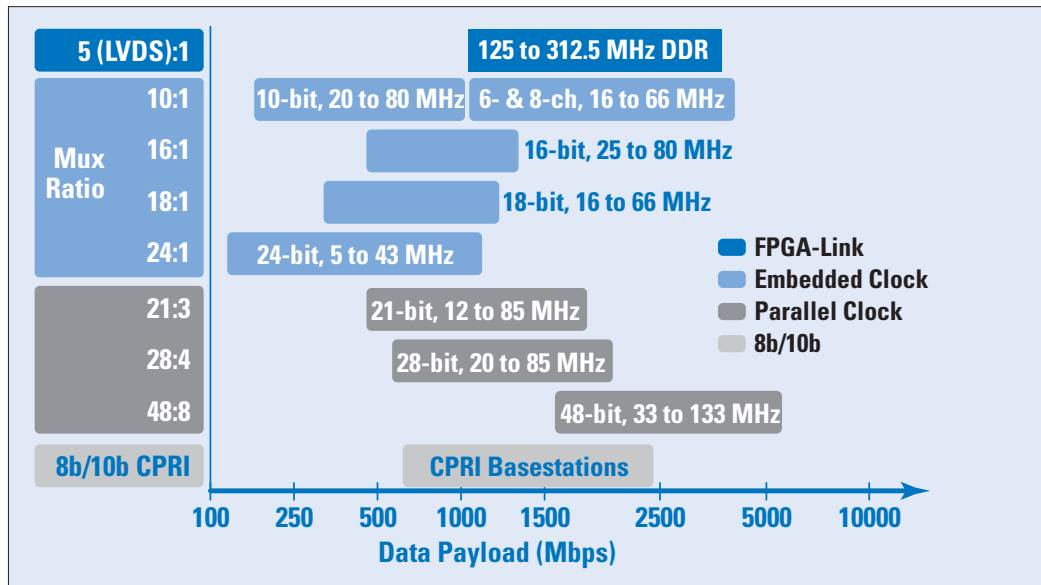 5 (LVDS):1
125 to 312.5 MHz DDR
10:1
10-bit, 20 to 80 MHz
6- & 8-ch, 16 to 66 MHz
Mux
Ratio
16:1
16-bit, 25 to 80 MHz
18:1
18-bit, 16 to 66 MHz
24:1
24-bit, 5 to 43 MHz
FPGA-Link
Embedded Clock
Parallel Clock
8b/10b
21:3
21-bit, 12 to 85 MHz
28:4
28-bit, 20 to 85 MHz
48:8
48-bit, 33 to 133 MHz
8b/10b CPRI
CPRI Basestations
100 250 500 1000 1500 2500 5000 10000
Data Payload (Mbps)